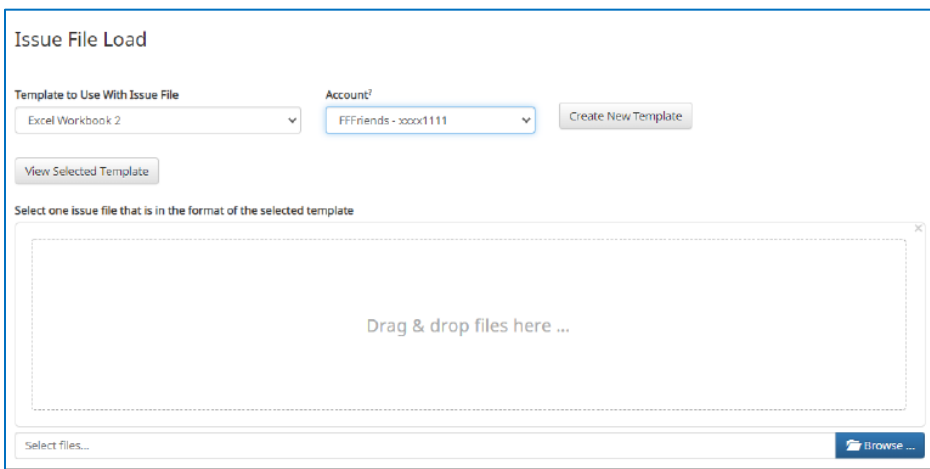 Issue File Load
Template to Use With Issue File
Account?
Excel Workbook 2
FFFriends - xxxx1111
Create New Template
View Selected Template
Select one issue file that is in the format of the selected template
Drag & drop files here ...
Select files...
Browse ...